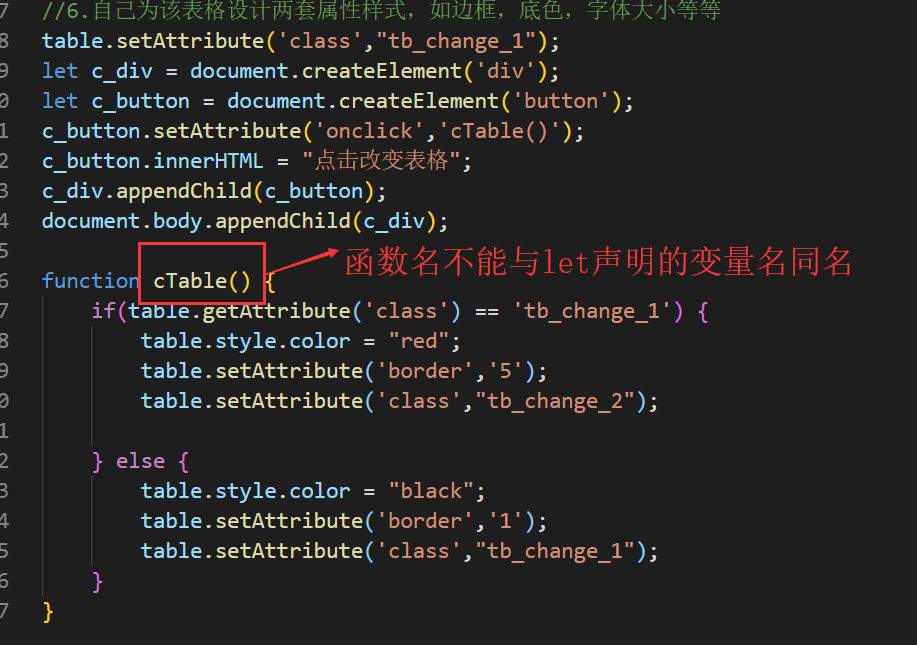 7 //6.自己为该表格设计两套属性样式，如边框，底色，字体大小等等
8 table.setAttribute('class',"tb_change_1");
9 let c_div = document.createElement('div');
0 let c_button = document.createElement('button');
1 c_button.setAttribute('onclick','cTable()');
2 c_button.innerHTML = "点击改变表格";
3 c_div.appendChild(c_button);
4 document.body.appendChild(c_div);
5 函数名不能与let声明的变量名同名
6 function cTable() {
7 if(table.getAttribute('class') == 'tb_change_1') {
8 table.style.color = "red";
9 table.setAttribute('border','5');
0 table.setAttribute('class',"tb_change_2");
1
2 } else {
3 table.style.color = "black";
4 table.setAttribute('border','1');
5 table.setAttribute('class',"tb_change_1");
6 }
7 }